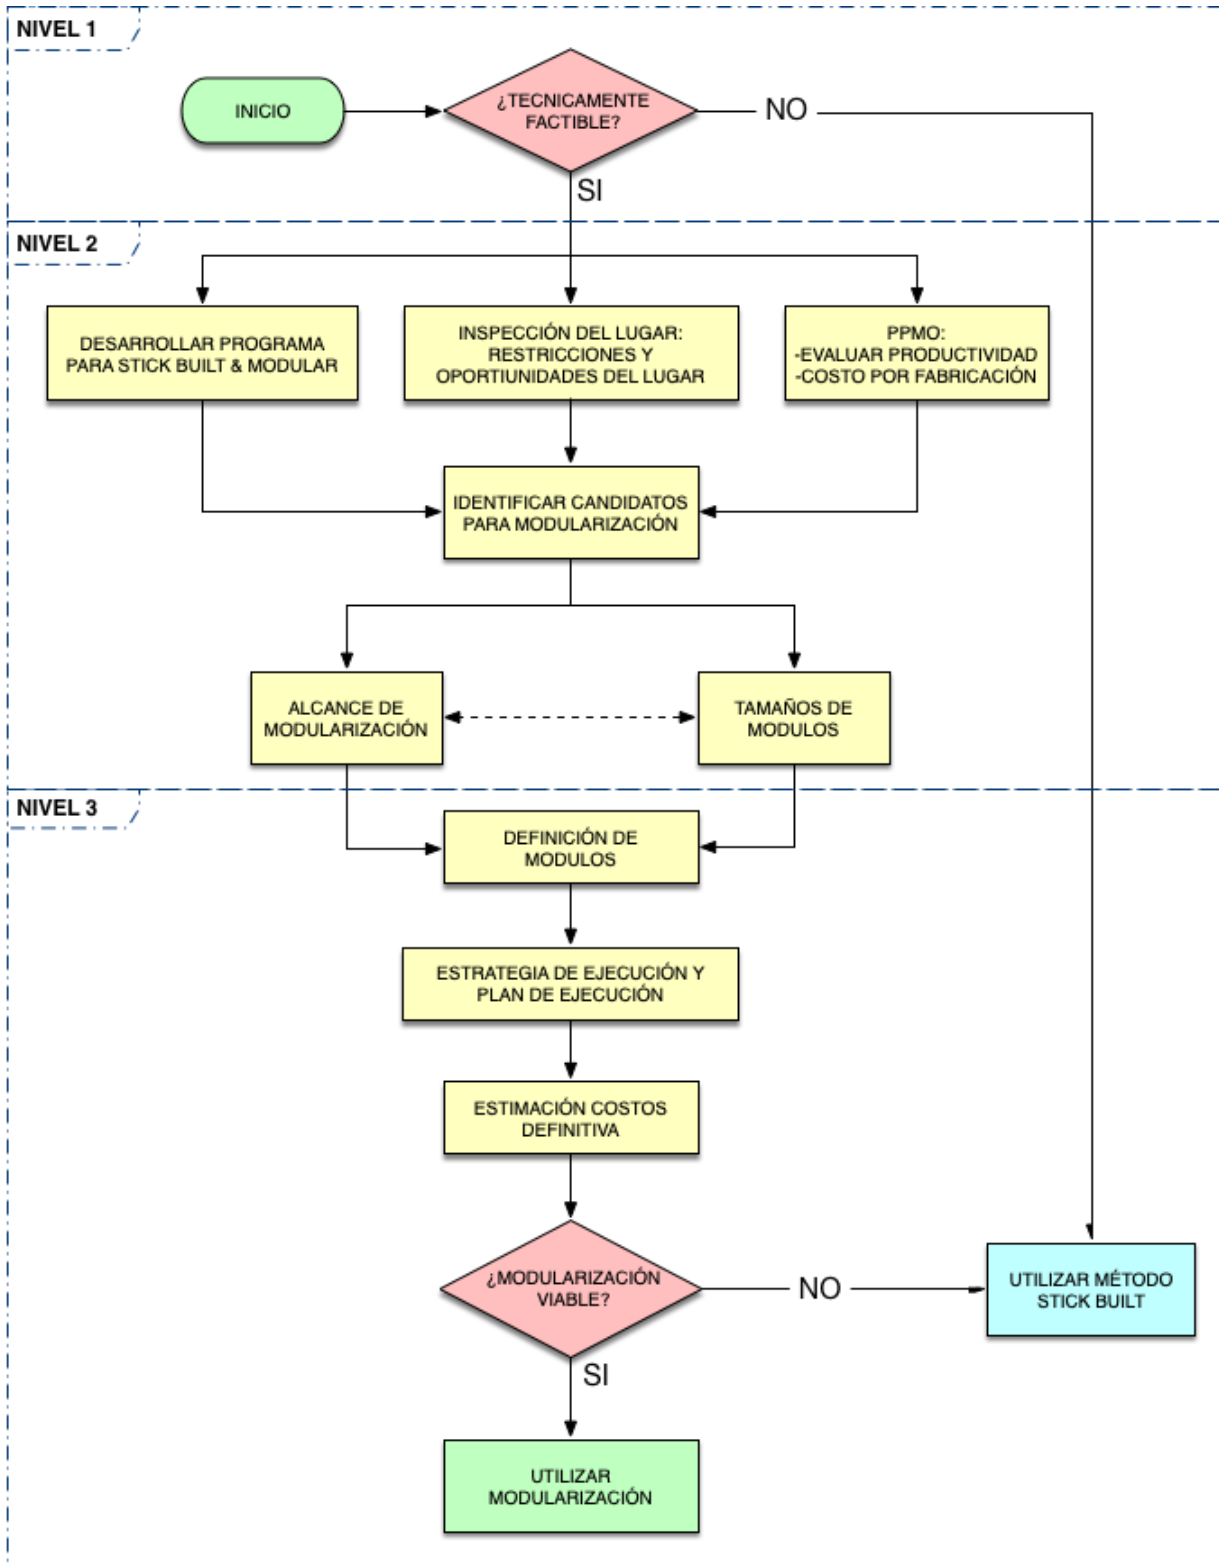 NIVEL 1
INICIO
¿TECNICAMENTE
FACTIBLE?
NO
SI
NIVEL 2
DESARROLLAR PROGRAMA
PARA STICK BUILT & MODULAR
INSPECCIÓN DEL LUGAR:
RESTRICCIONES Y
OPORTIUNIDADES DEL LUGAR
PPMO:
-EVALUAR PRODUCTIVIDAD
-COSTO POR FABRICACIÓN
IDENTIFICAR CANDIDATOS
PARA MODULARIZACIÓN
ALCANCE DE
MODULARIZACIÓN
TAMAÑOS DE
MODULOS
NIVEL 3
DEFINICIÓN DE
MODULOS
ESTRATEGIA DE EJECUCIÓN Y
PLAN DE EJECUCIÓN
ESTIMACIÓN COSTOS
DEFINITIVA
¿MODULARIZACIÓN
VIABLE?
NO
UTILIZAR MÉTODO
STICK BUILT
SI
UTILIZAR
MODULARIZACIÓN